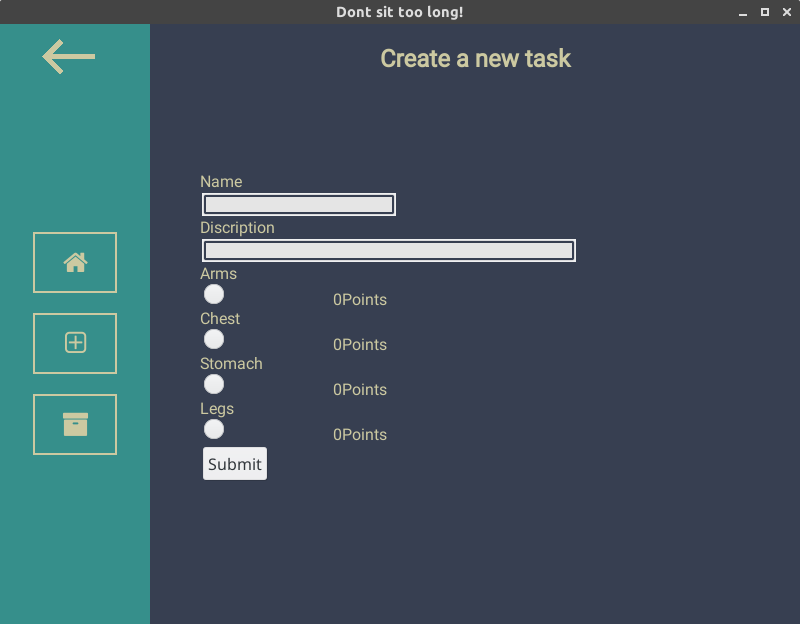 Dont sit too long!
Create a new task
Name
Discription
Arms
0Points
Chest
0Points
Stomach
0Points
Legs
0Points
Submit